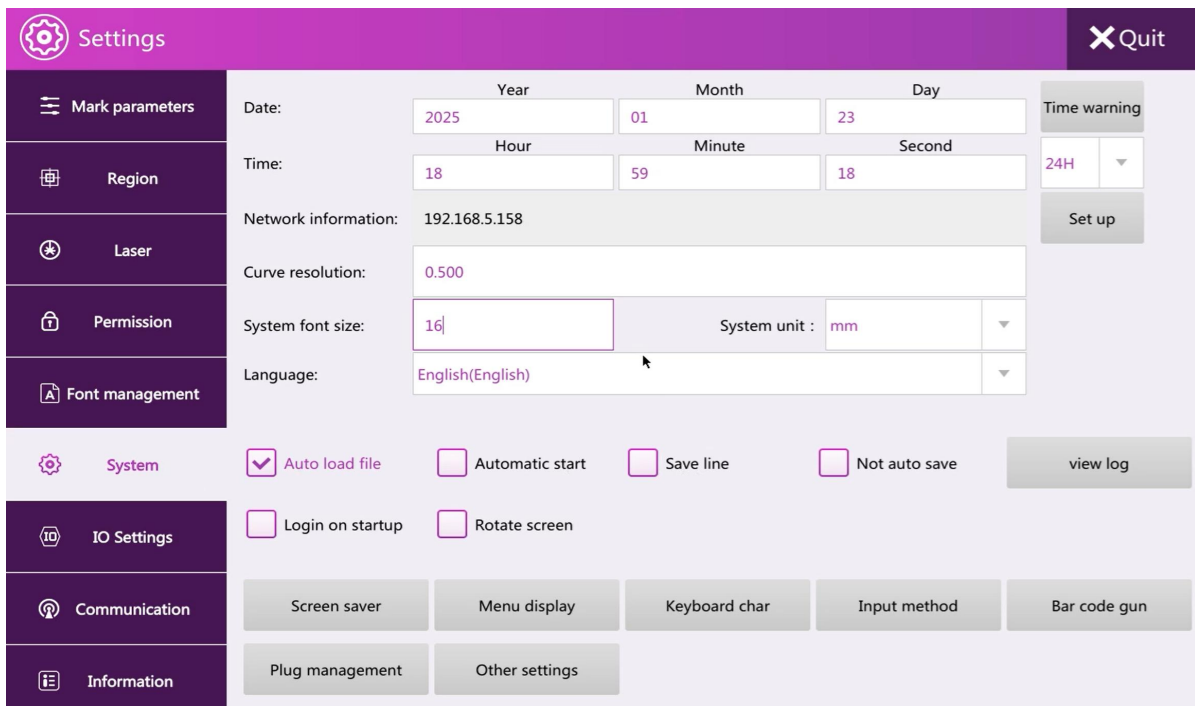 Settings
Quit
Mark parameters
Region
Laser
Permission
Font management
System
IO Settings
Communication
Information
Year Month Day
Date: 2025 01 23 Time warning
Hour Minute Second
Time: 18 59 18 24H
Network information: 192.168.5.158 Set up
Curve resolution: 0.500
System font size: 16 System unit : mm
Language: English(English)
Auto load file Automatic start Save line Not auto save view log
Login on startup Rotate screen
Screen saver Menu display Keyboard char Input method Bar code gun
Plug management Other settings